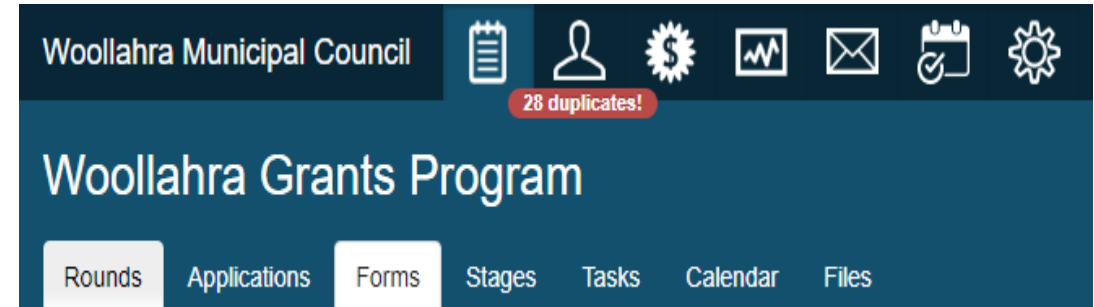 Woollahra Municipal Council
28 duplicates!
Woollahra Grants Program
Rounds Applications Forms Stages Tasks Calendar Files